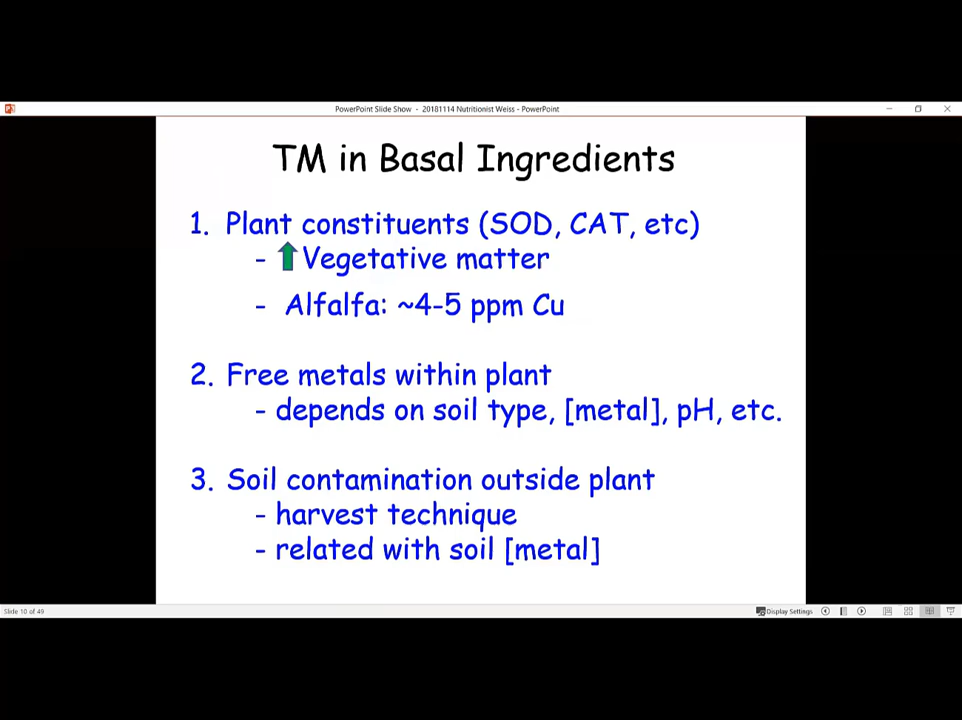 PowerPoint Slide Show - 20181114 Nutritionist Weiss - PowerPoint
TM in Basal Ingredients
1. Plant constituents (SOD, CAT, etc)
- Vegetative matter
- Alfalfa: ~4-5 ppm Cu
2. Free metals within plant
- depends on soil type, [metal], pH, etc.
3. Soil contamination outside plant
- harvest technique
- related with soil [metal]
Slide 10 of 49
Display Settings